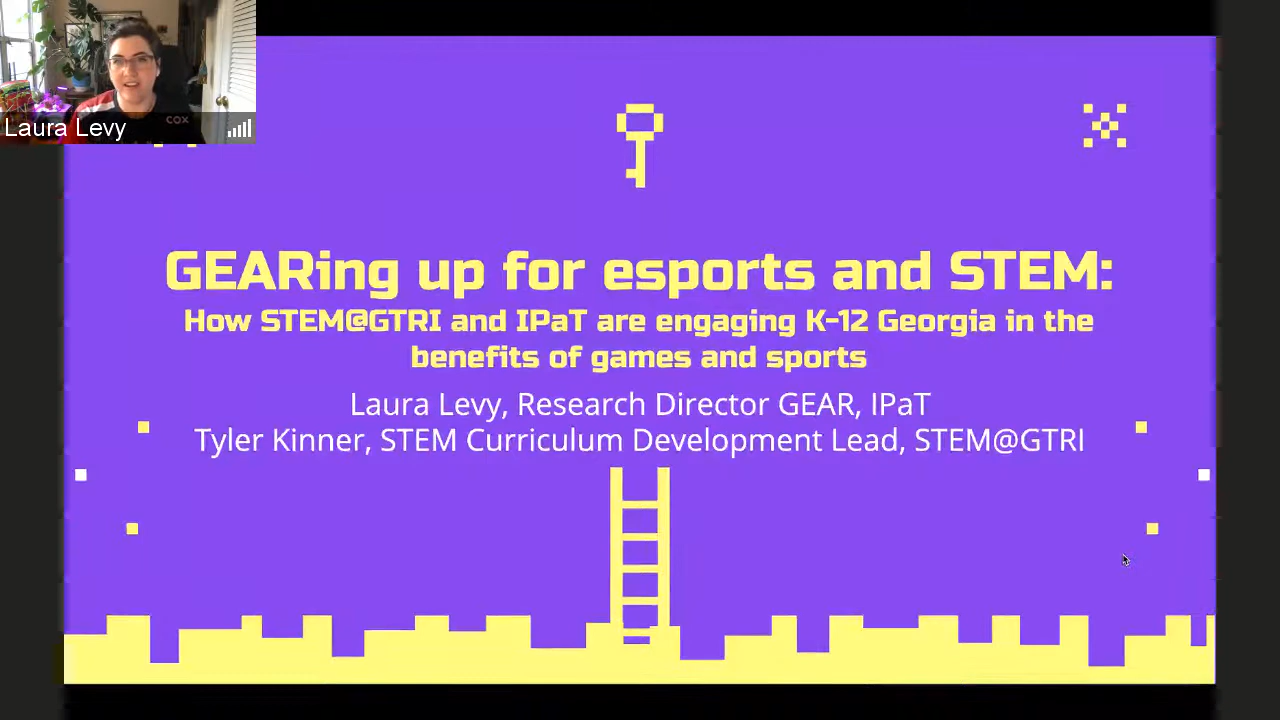 Laura Levy
COX
GEARing up for esports and STEM:
How STEM@GTRI and IPaT are engaging K-12 Georgia in the
benefits of games and sports
Laura Levy, Research Director GEAR, IPaT
Tyler Kinner, STEM Curriculum Development Lead, STEM@GTRI